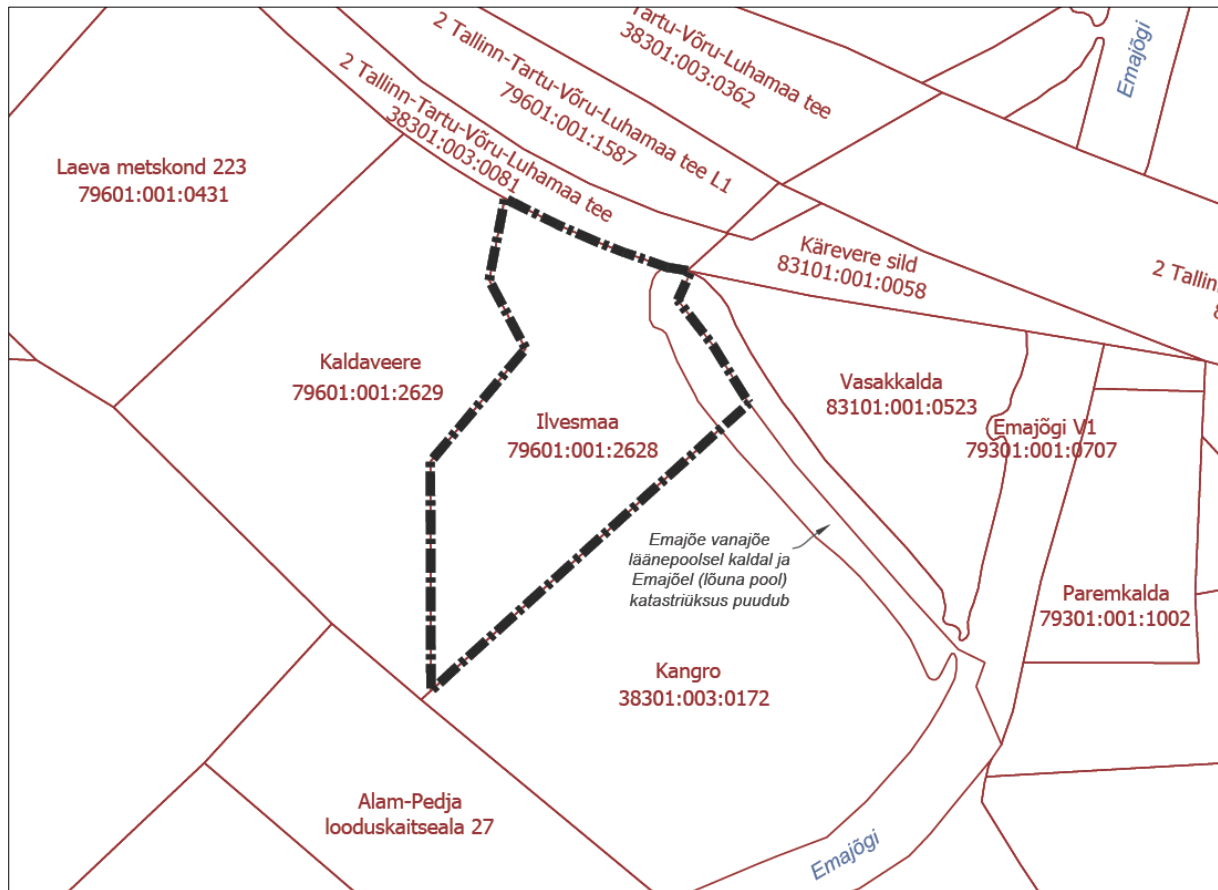 Tartu-Võru-Luhamaa tee
38301:003:0362
2 Tallinn-Tartu-Võru-Luhamaa tee L1
79601:001:1587
2 Tallinn-Tartu-Võru-Luhamaa tee
38301:003:0081
Emajõgi
Laeva metskond 223
79601:001:0431
Kärevere sild
83101:001:0058
2 Tallinn
Kaldaveere
79601:001:2629
Ilvesmaa
79601:001:2628
Vasakkalda
83101:001:0523
Emajõgi V1
79301:001:0707
Emajõe vanajõe
läänepoolsel kaldal ja
Emajõel (lõuna pool)
katastriüksus puudub
Paremkalda
79301:001:1002
Kangro
38301:003:0172
Alam-Pedja
looduskaitseala 27
Emajõgi